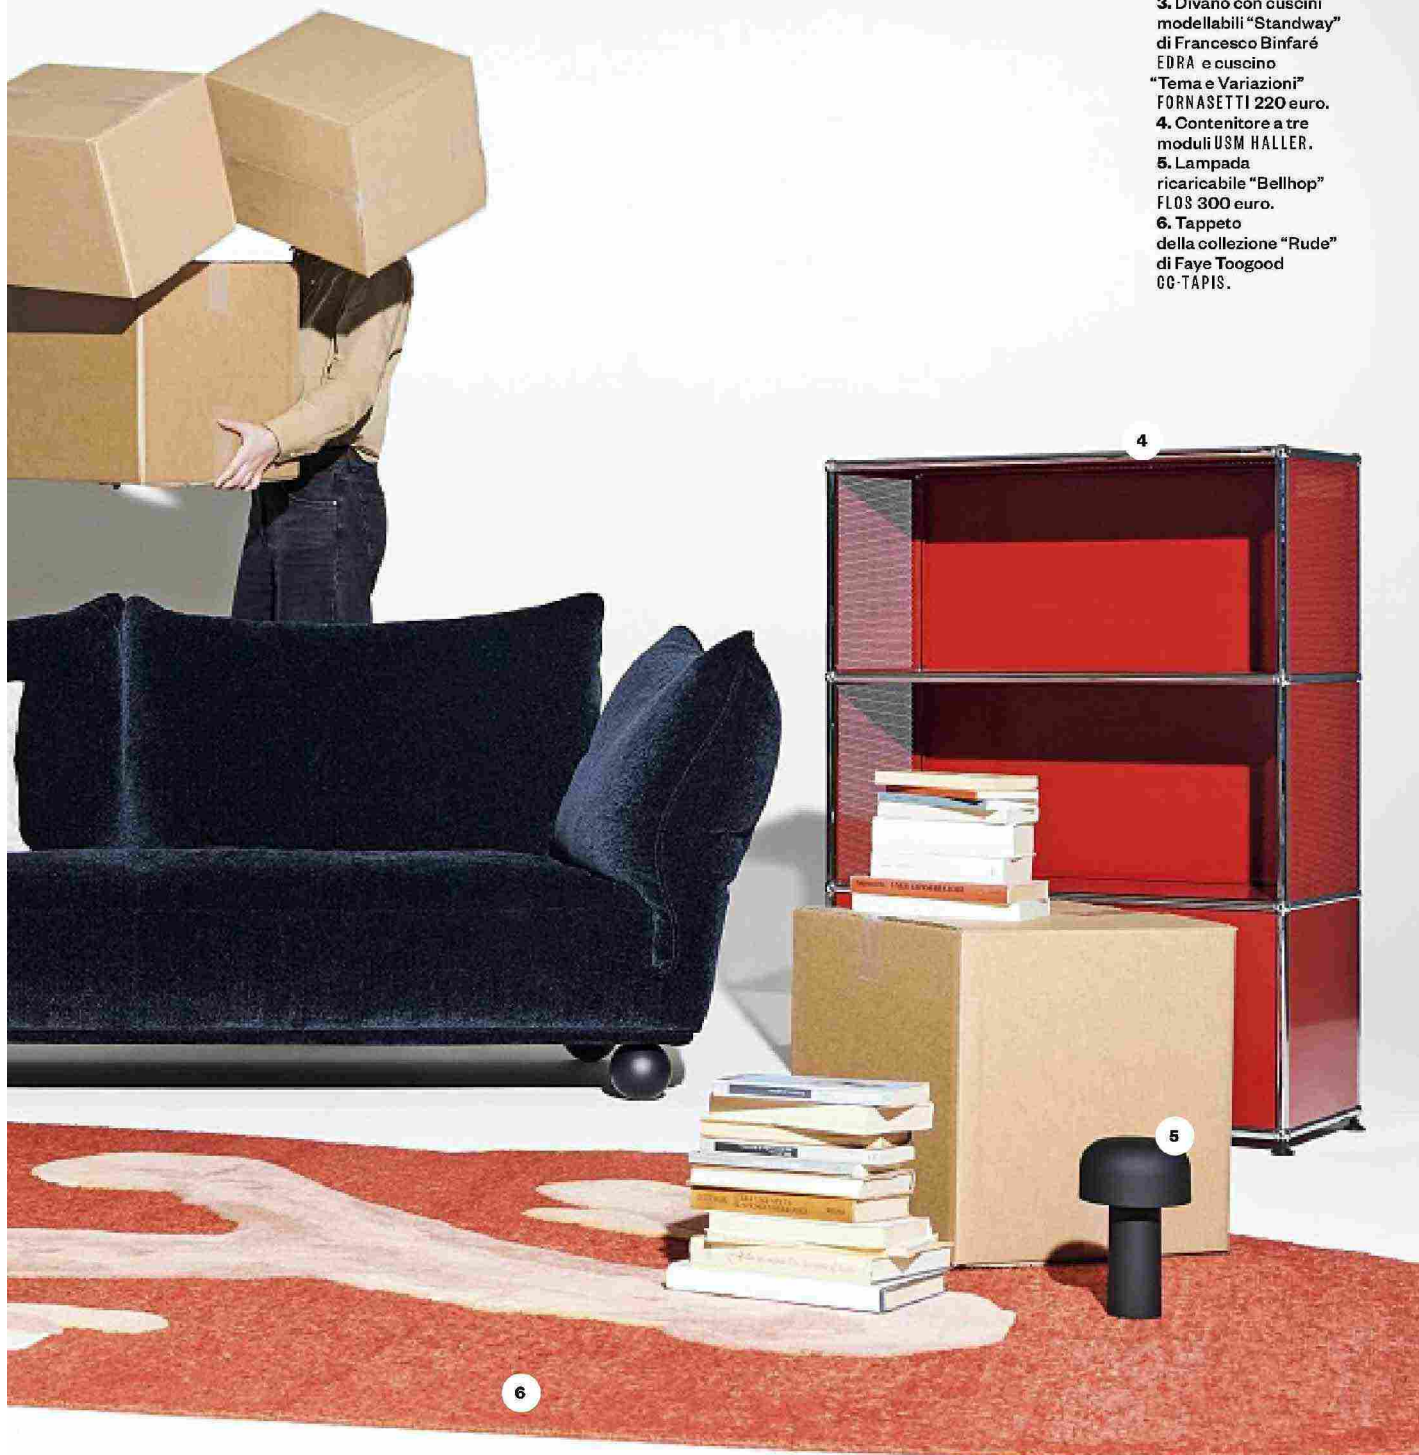 3. Divano con cuscini
modellabili “Standway”
di Francesco Binfaré
EDRA e cuscino
“Tema e Variazioni”
FORNASETTI 220 euro.
4. Contenitore a tre
moduli USM HALLER.
5. Lampada
ricaricabile “Bellhop”
FLOS 300 euro.
6. Tappeto
della collezione “Rude”
di Faye Toogood
CC-TAPIS.
4
5
6